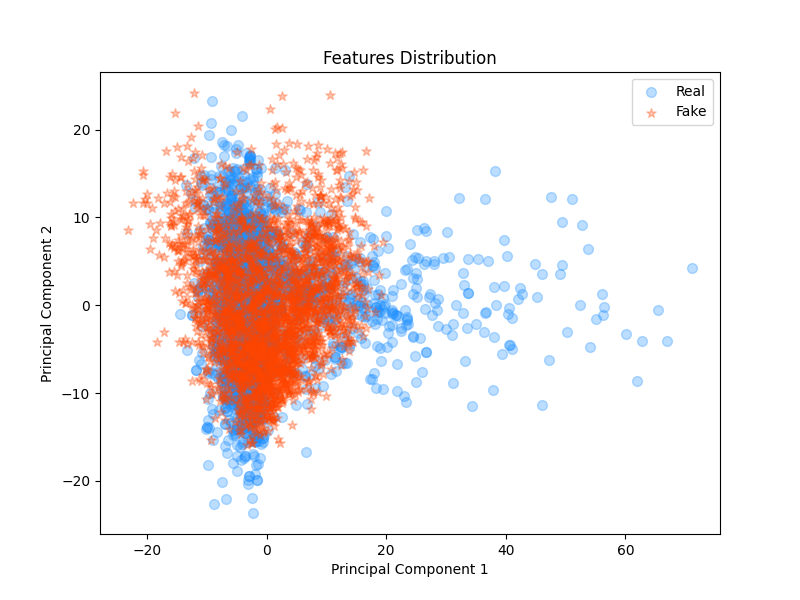 Features Distribution
Real
Fake
Principal Component 2
20
10
0
−10
−20
−20
0
20
40
60
Principal Component 1